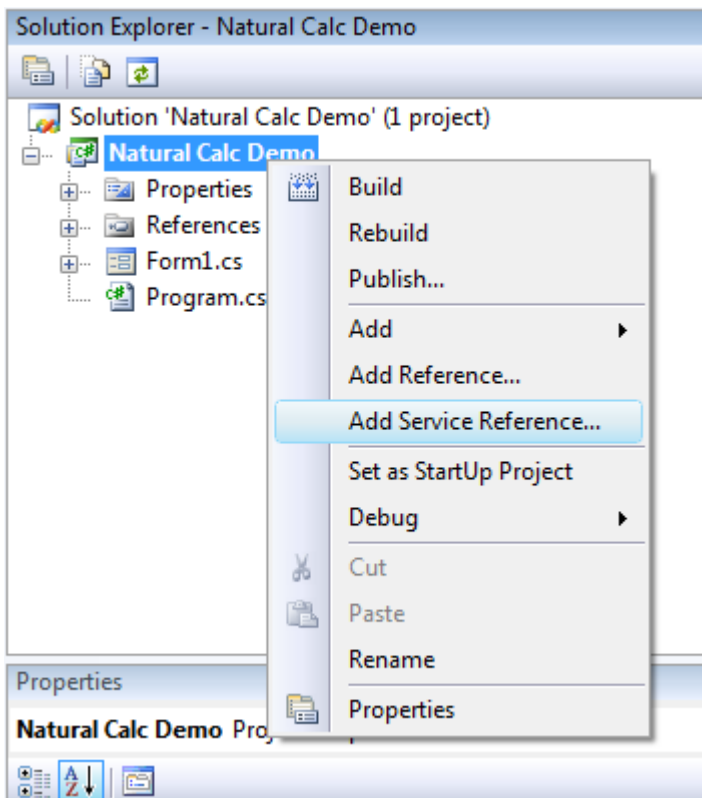 Solution Explorer - Natural Calc Demo
Solution 'Natural Calc Demo' (1 project)
Natural Calc Demo
Properties
References
Form1.cs
Program.cs
Build
Rebuild
Publish...
Add
Add Reference...
Add Service Reference...
Set as StartUp Project
Debug
Cut
Paste
Rename
Properties
Properties
Natural Calc Demo